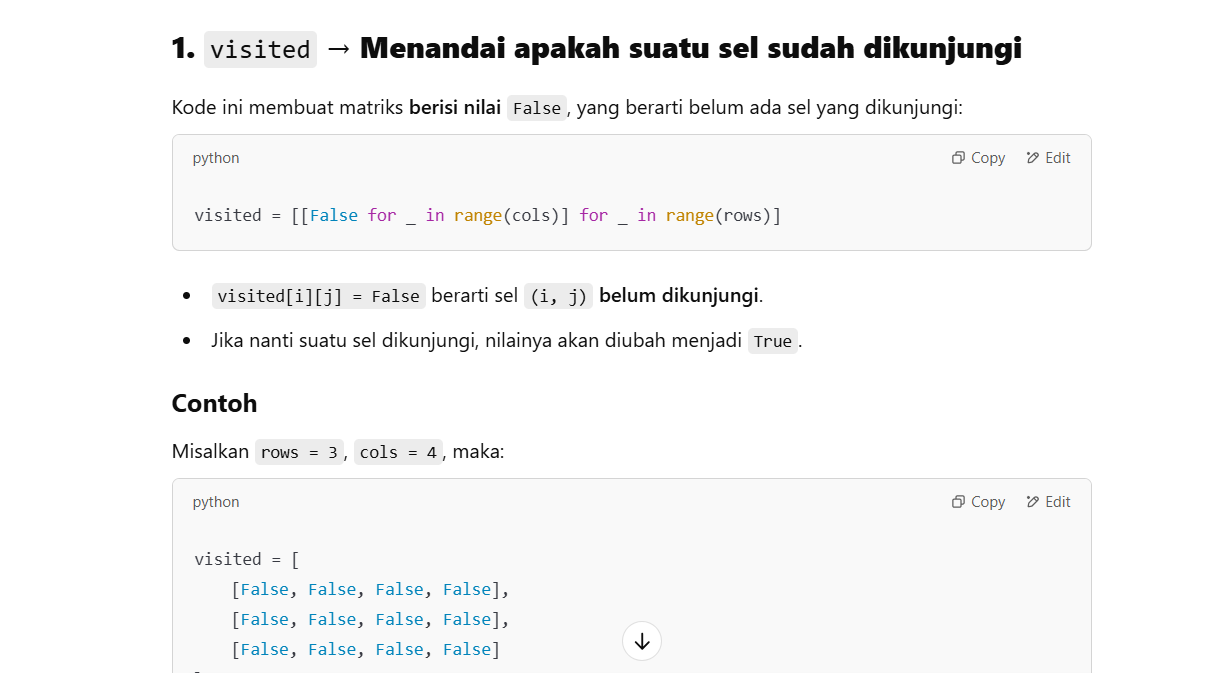 1. visited → Menandai apakah suatu sel sudah dikunjungi
Kode ini membuat matriks berisi nilai False, yang berarti belum ada sel yang dikunjungi:
python Copy Edit
visited = [[False for _ in range(cols)] for _ in range(rows)]
• visited[i][j] = False berarti sel (i, j) belum dikunjungi.
• Jika nanti suatu sel dikunjungi, nilainya akan diubah menjadi True.
Contoh
Misalkan rows = 3, cols = 4, maka:
python Copy Edit
visited = [
    [False, False, False, False],
    [False, False, False, False],
    [False, False, False, False]